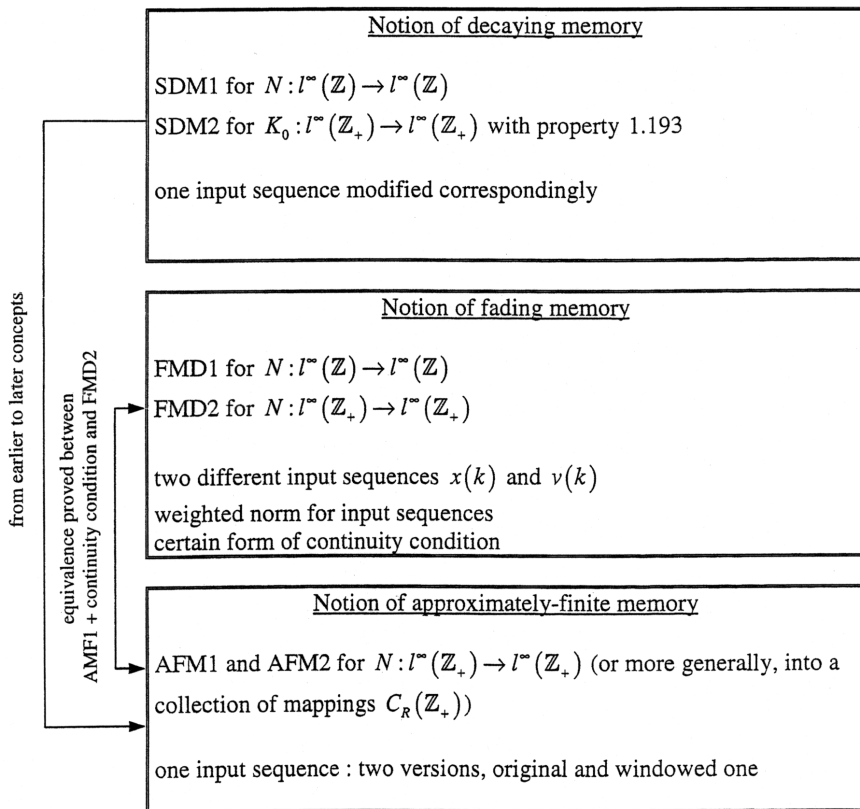 Notion of decaying memory
SDM1 for N : l^∞(ℤ) → l^∞(ℤ)
SDM2 for K₀ : l^∞(ℤ₊) → l^∞(ℤ₊) with property 1.193
one input sequence modified correspondingly
from earlier to later concepts
equivalence proved between
AMF1 + continuity condition and FMD2
Notion of fading memory
FMD1 for N : l^∞(ℤ) → l^∞(ℤ)
FMD2 for N : l^∞(ℤ₊) → l^∞(ℤ₊)
two different input sequences x(k) and v(k)
weighted norm for input sequences
certain form of continuity condition
Notion of approximately-finite memory
AFM1 and AFM2 for N : l^∞(ℤ₊) → l^∞(ℤ₊) (or more generally, into a
collection of mappings C_R(ℤ₊))
one input sequence : two versions, original and windowed one